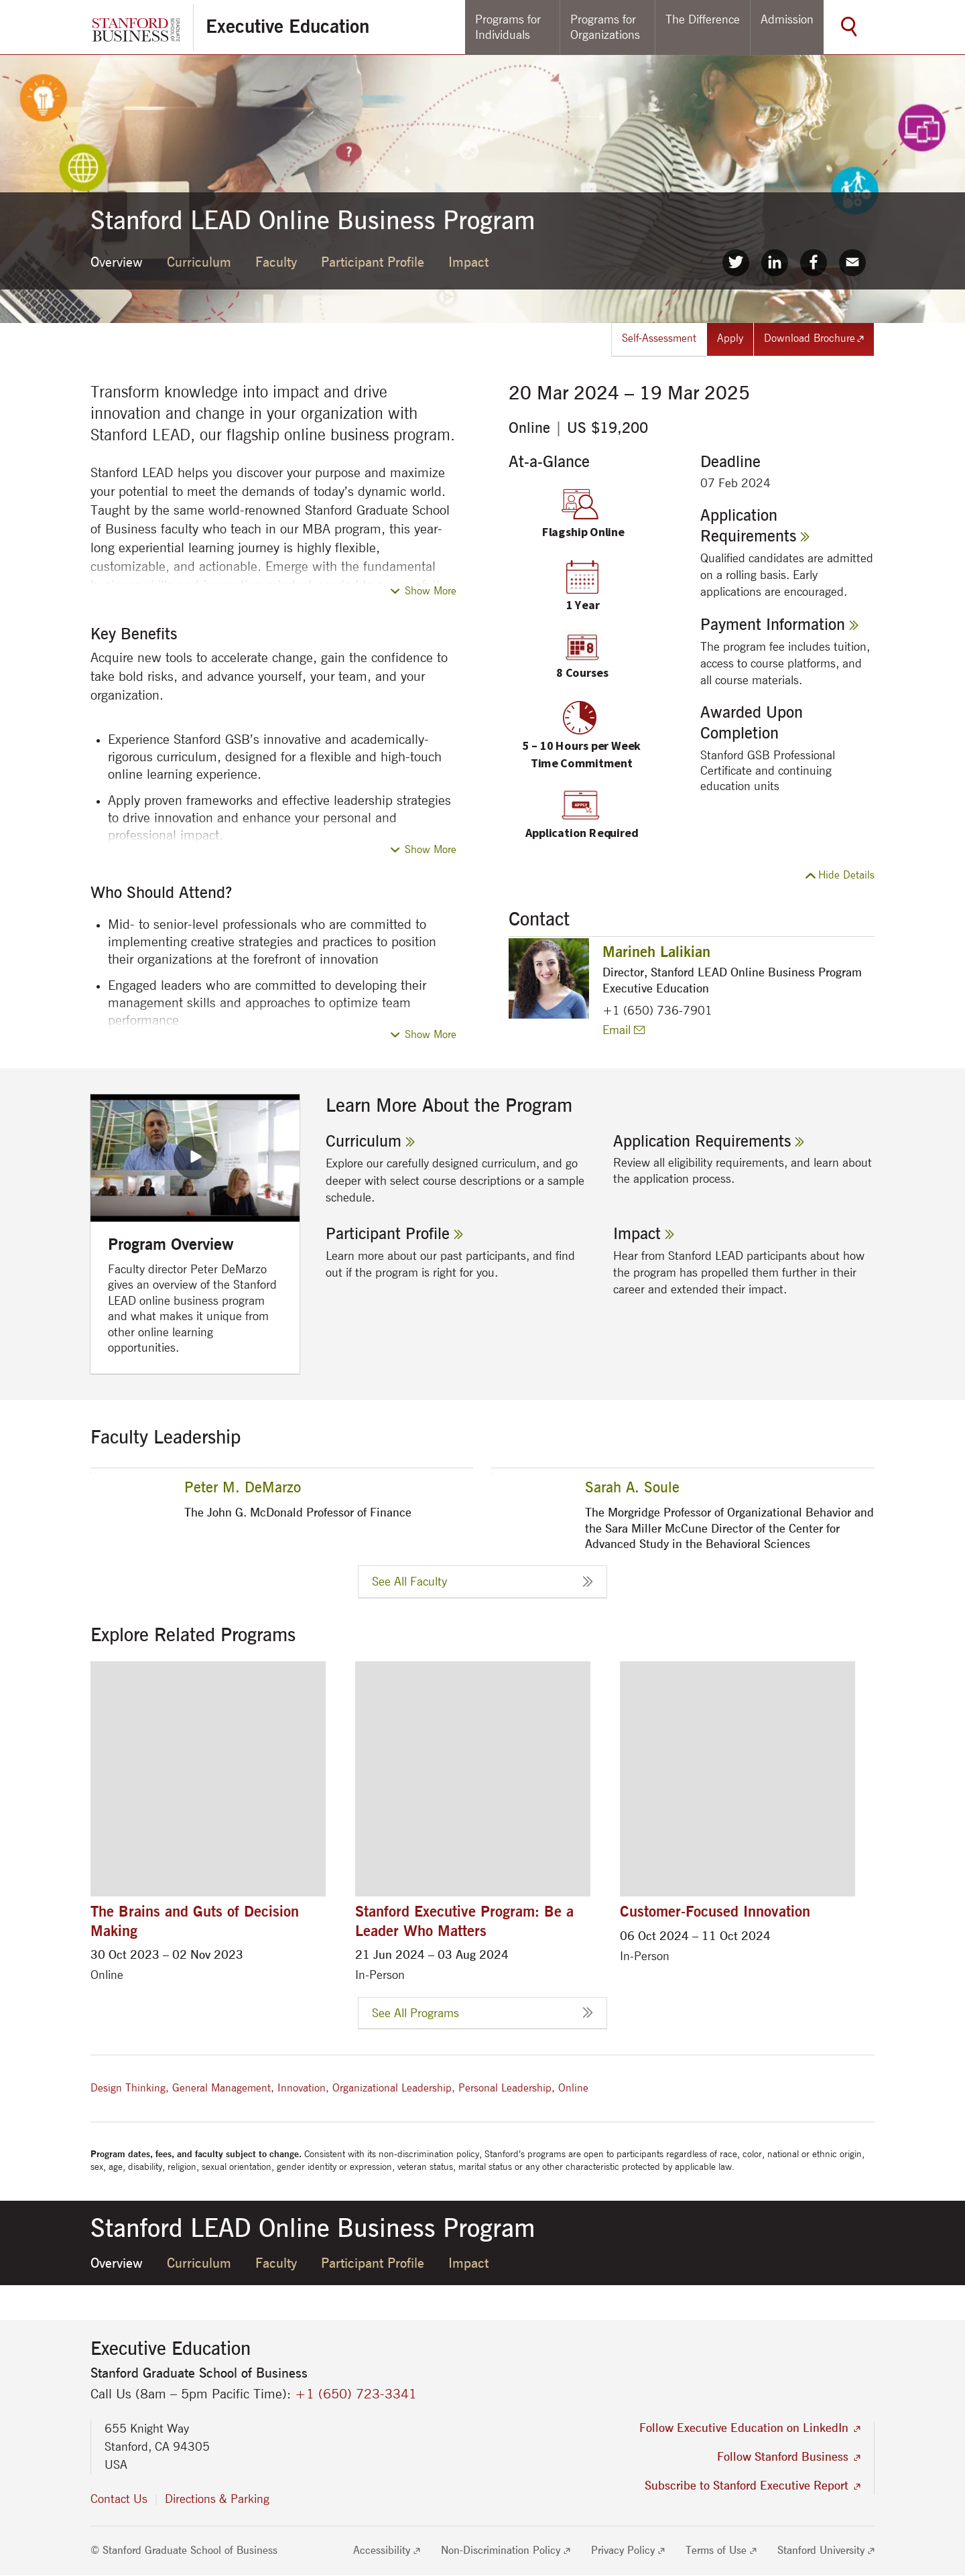 STANFORD
BUSINESS
GRADUATE
SCHOOL OF
Executive Education
Programs for
Individuals
Programs for
Organizations
The Difference
Admission
?
Stanford LEAD Online Business Program
Overview
Curriculum
Faculty
Participant Profile
Impact
Self-Assessment
Apply
Download Brochure
Transform knowledge into impact and drive
innovation and change in your organization with
Stanford LEAD, our flagship online business program.
Stanford LEAD helps you discover your purpose and maximize
your potential to meet the demands of today's dynamic world.
Taught by the same world-renowned Stanford Graduate School
of Business faculty who teach in our MBA program, this year-
long experiential learning journey is highly flexible,
customizable, and actionable. Emerge with the fundamental
Show More
Key Benefits
Acquire new tools to accelerate change, gain the confidence to
take bold risks, and advance yourself, your team, and your
organization.
• Experience Stanford GSB's innovative and academically-
rigorous curriculum, designed for a flexible and high-touch
online learning experience.
• Apply proven frameworks and effective leadership strategies
to drive innovation and enhance your personal and
professional impact.
Show More
Who Should Attend?
• Mid- to senior-level professionals who are committed to
implementing creative strategies and practices to position
their organizations at the forefront of innovation
• Engaged leaders who are committed to developing their
management skills and approaches to optimize team
performance
Show More
20 Mar 2024 – 19 Mar 2025
Online | US $19,200
At-a-Glance
Flagship Online
1 Year
8
8 Courses
5 – 10 Hours per Week
Time Commitment
APPLY
Application Required
Deadline
07 Feb 2024
Application
Requirements
Qualified candidates are admitted
on a rolling basis. Early
applications are encouraged.
Payment Information
The program fee includes tuition,
access to course platforms, and
all course materials.
Awarded Upon
Completion
Stanford GSB Professional
Certificate and continuing
education units
Hide Details
Contact
Marineh Lalikian
Director, Stanford LEAD Online Business Program
Executive Education
+1 (650) 736-7901
Email
Program Overview
Faculty director Peter DeMarzo
gives an overview of the Stanford
LEAD online business program
and what makes it unique from
other online learning
opportunities.
Learn More About the Program
Curriculum
Explore our carefully designed curriculum, and go
deeper with select course descriptions or a sample
schedule.
Application Requirements
Review all eligibility requirements, and learn about
the application process.
Participant Profile
Learn more about our past participants, and find
out if the program is right for you.
Impact
Hear from Stanford LEAD participants about how
the program has propelled them further in their
career and extended their impact.
Faculty Leadership
Peter M. DeMarzo
The John G. McDonald Professor of Finance
Sarah A. Soule
The Morgridge Professor of Organizational Behavior and
the Sara Miller McCune Director of the Center for
Advanced Study in the Behavioral Sciences
See All Faculty
Explore Related Programs
The Brains and Guts of Decision
Making
30 Oct 2023 – 02 Nov 2023
Online
Stanford Executive Program: Be a
Leader Who Matters
21 Jun 2024 – 03 Aug 2024
In-Person
Customer-Focused Innovation
06 Oct 2024 – 11 Oct 2024
In-Person
See All Programs
Design Thinking, General Management, Innovation, Organizational Leadership, Personal Leadership, Online
Program dates, fees, and faculty subject to change. Consistent with its non-discrimination policy, Stanford's programs are open to participants regardless of race, color, national or ethnic origin,
sex, age, disability, religion, sexual orientation, gender identity or expression, veteran status, marital status or any other characteristic protected by applicable law.
Stanford LEAD Online Business Program
Overview
Curriculum
Faculty
Participant Profile
Impact
Executive Education
Stanford Graduate School of Business
Call Us (8am – 5pm Pacific Time): +1 (650) 723-3341
655 Knight Way
Stanford, CA 94305
USA
Contact Us
Directions & Parking
Follow Executive Education on LinkedIn
Follow Stanford Business
Subscribe to Stanford Executive Report
© Stanford Graduate School of Business
Accessibility
Non-Discrimination Policy
Privacy Policy
Terms of Use
Stanford University